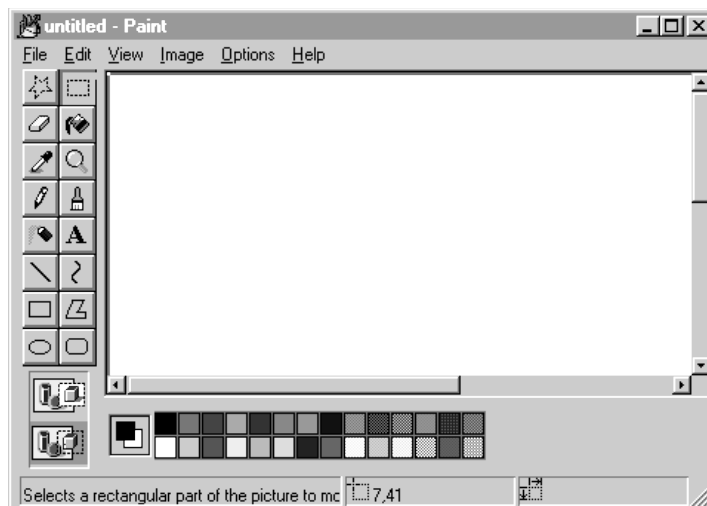 untitled - Paint
File Edit View Image Options Help
A
Selects a rectangular part of the picture to mc 7,41